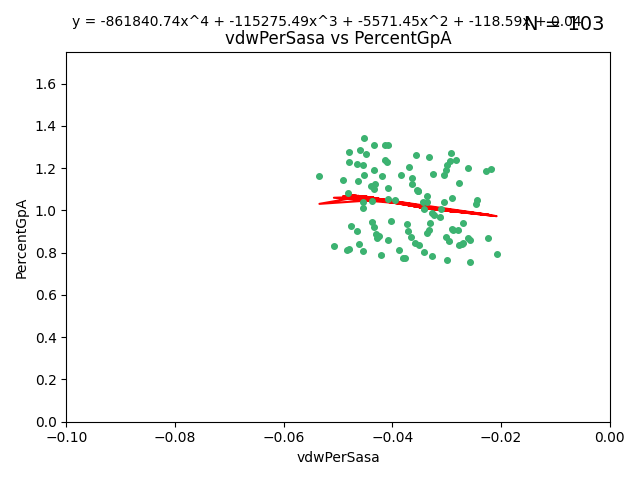 y = -861840.74x^4 + -115275.49x^3 + -5571.45x^2 + -118.59x + 0.04
N = 103
vdwPerSasa vs PercentGpA
PercentGpA
1.6
1.4
1.2
1.0
0.8
0.6
0.4
0.2
0.0
−0.10 −0.08 −0.06 −0.04 −0.02 0.00
vdwPerSasa